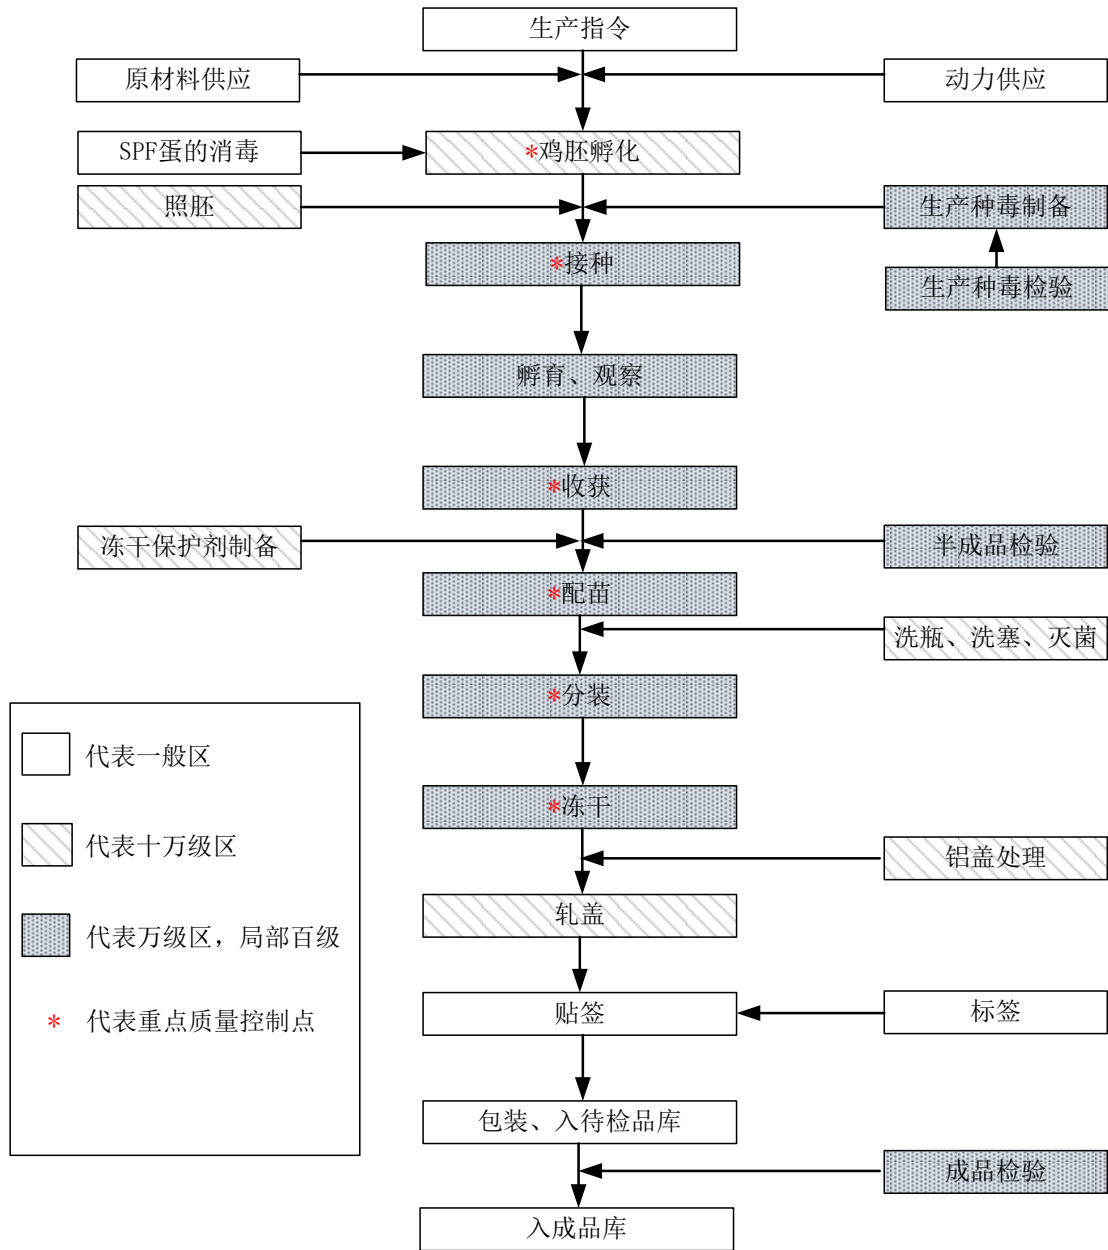 生产指令
原材料供应
动力供应
SPF蛋的消毒
*鸡胚孵化
照胚
生产种毒制备
*接种
生产种毒检验
孵育、观察
*收获
冻干保护剂制备
半成品检验
*配苗
洗瓶、洗塞、灭菌
*分装
代表一般区
*冻干
代表十万级区
铝盖处理
轧盖
代表万级区，局部百级
贴签
标签
* 代表重点质量控制点
包装、入待检品库
成品检验
入成品库